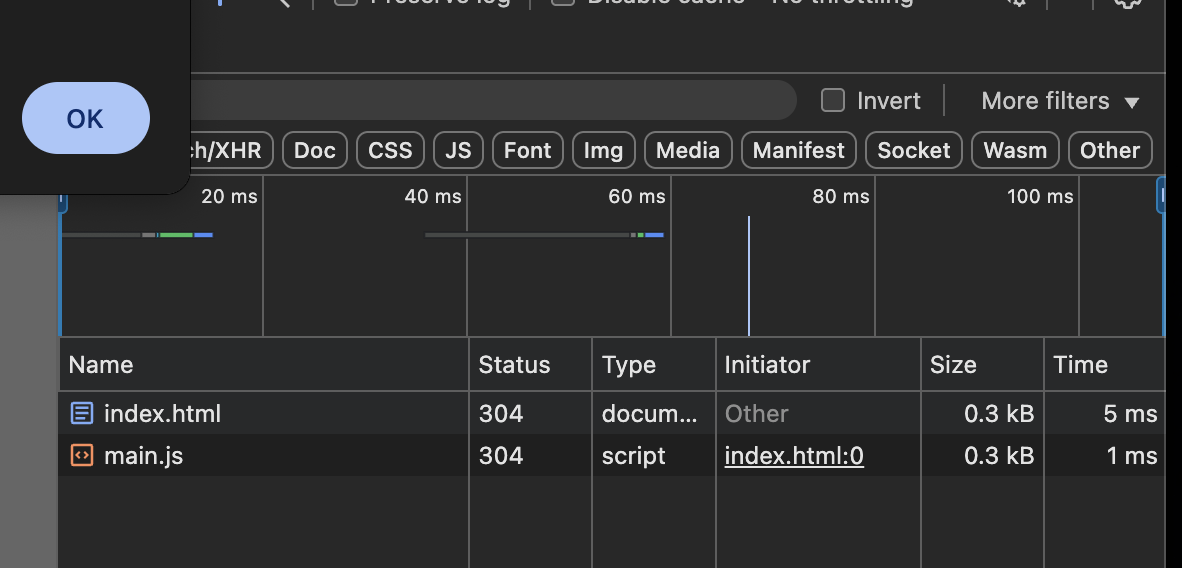 Preserve log Disable cache No throttling
OK
Invert More filters
ch/XHR Doc CSS JS Font Img Media Manifest Socket Wasm Other
20 ms 40 ms 60 ms 80 ms 100 ms
Name Status Type Initiator Size Time
index.html 304 docum... Other 0.3 kB 5 ms
main.js 304 script index.html:0 0.3 kB 1 ms